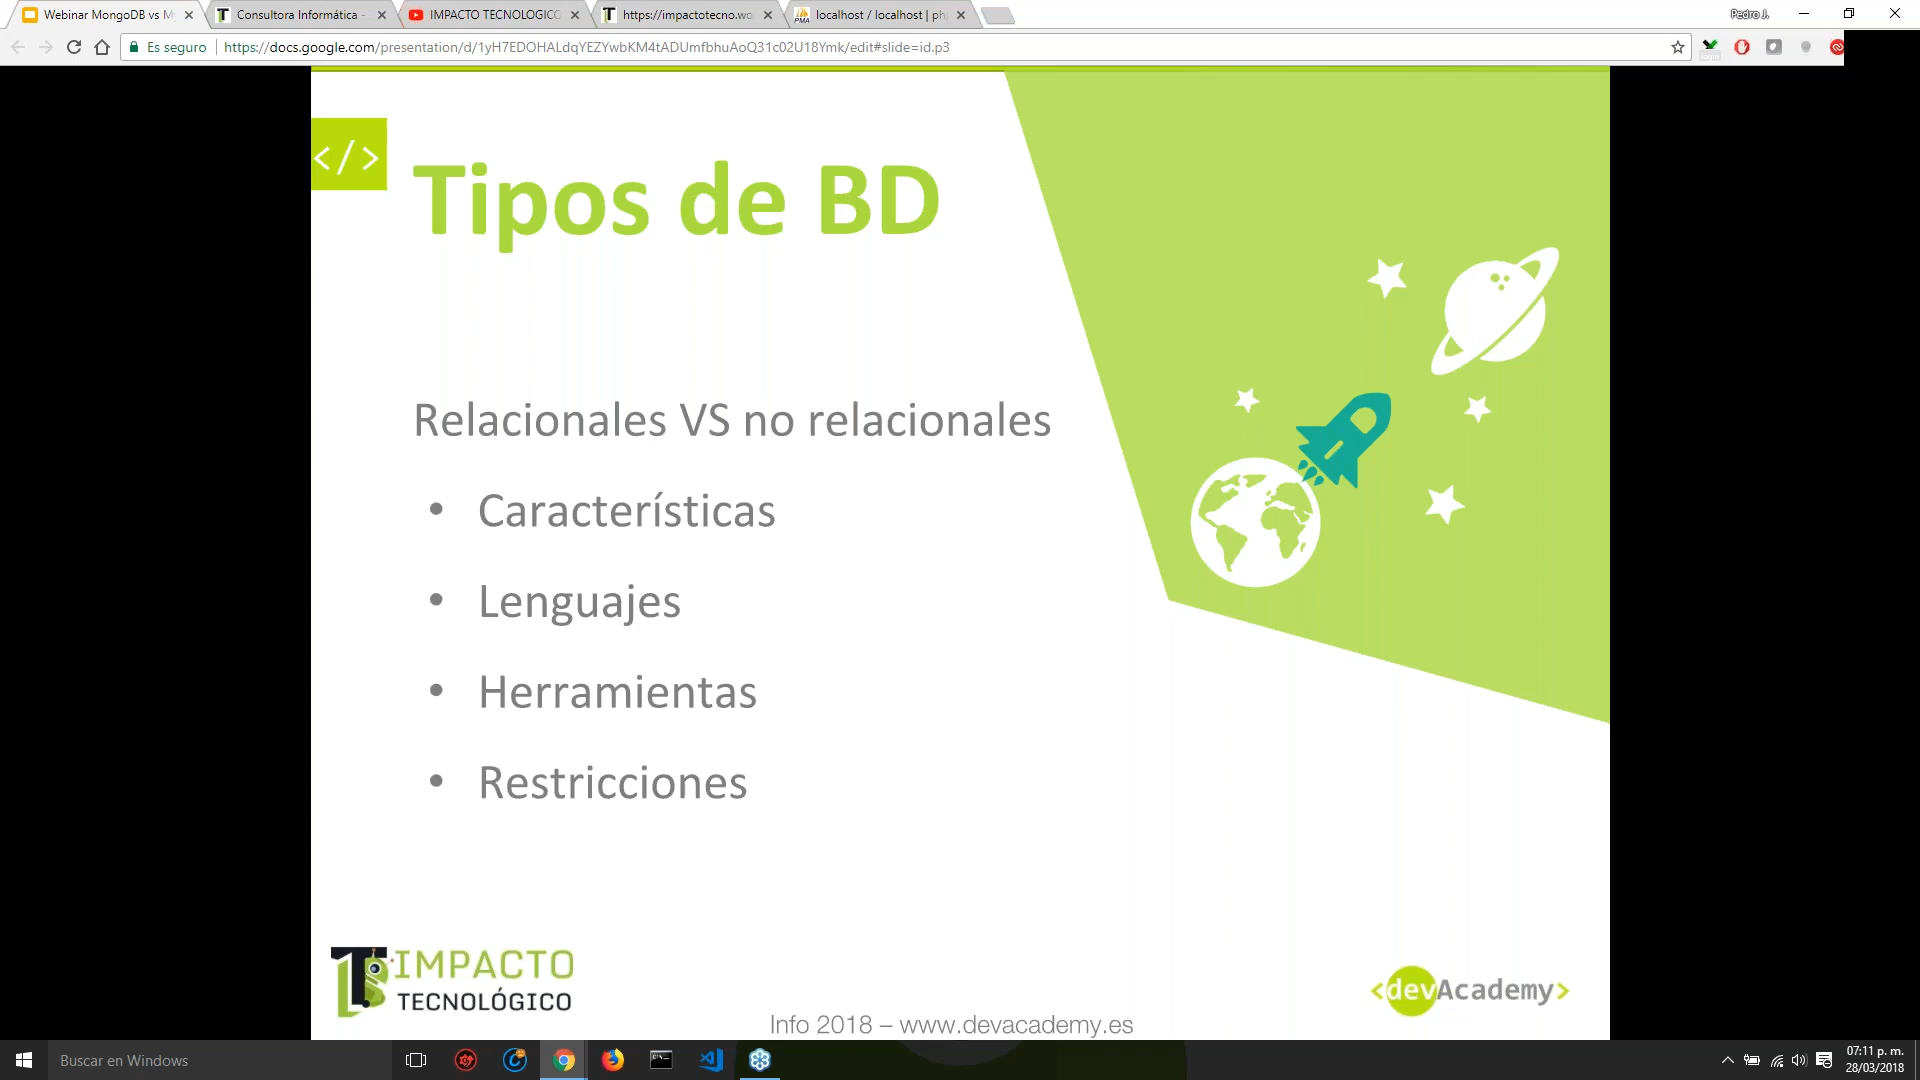 Webinar MongoDB vs M
Consultora Informática -
IMPACTO TECNOLOGICO
https://impactotecno.wo
localhost / localhost | ph
Pedro J.
Es seguro
https://docs.google.com/presentation/d/1yH7EDOHALdqYEZYwbKM4tADUmfbhuAoQ31c02U18Ymk/edit#slide=id.p3
</>
Tipos de BD
Relacionales VS no relacionales
• Características
• Lenguajes
• Herramientas
• Restricciones
IMPACTO
TECNOLÓGICO
<devAcademy>
Info 2018 – www.devacademy.es
Buscar en Windows
07:11 p. m.
28/03/2018